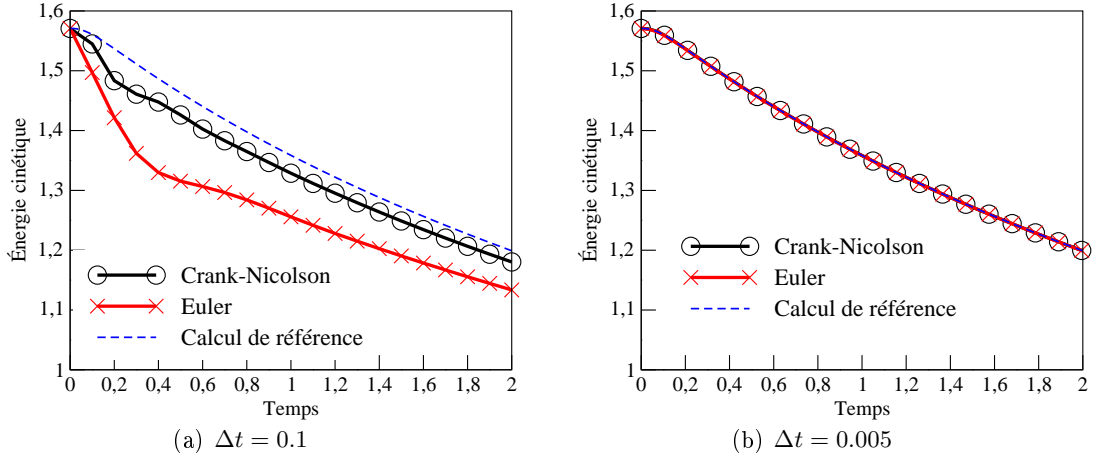 1,6
1,5
1,4
1,3
1,2
1,1
1
Énergie cinétique
Crank-Nicolson
Euler
Calcul de référence
0 0,2 0,4 0,6 0,8 1 1,2 1,4 1,6 1,8 2
Temps
(a) Δt = 0.1
1,6
1,5
1,4
1,3
1,2
1,1
1
Énergie cinétique
Crank-Nicolson
Euler
Calcul de référence
0 0,2 0,4 0,6 0,8 1 1,2 1,4 1,6 1,8 2
Temps
(b) Δt = 0.005